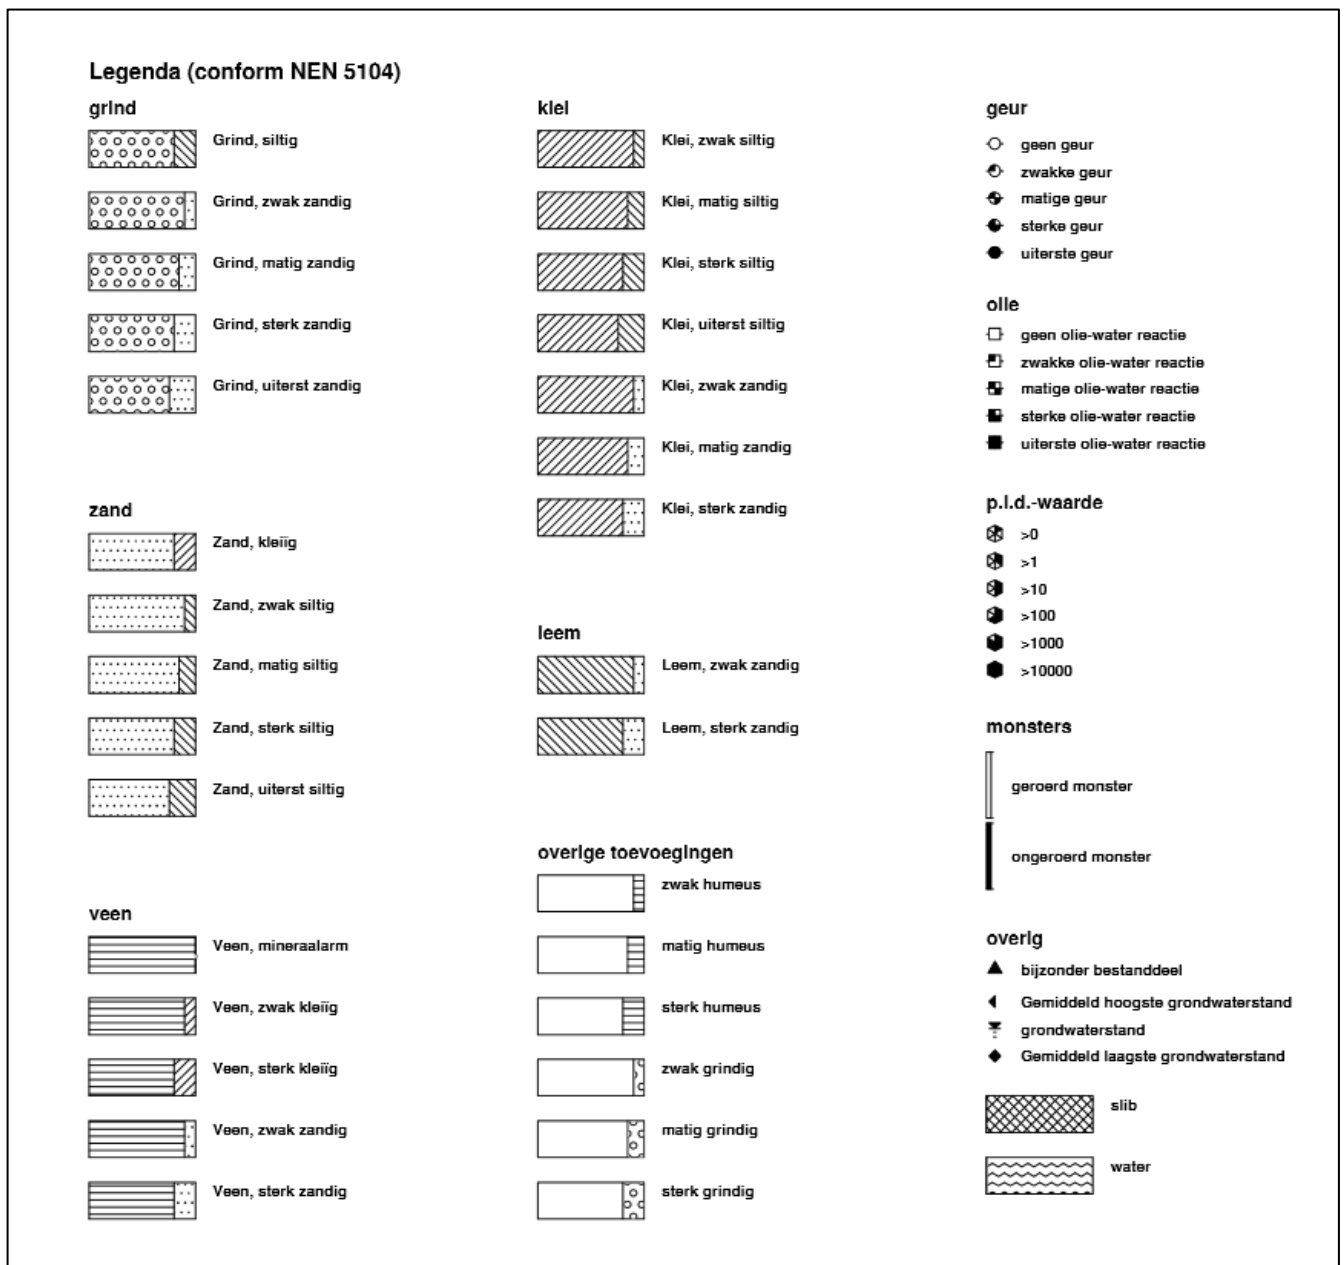 Legenda (conform NEN 5104)
grind
Grind, siltig
Grind, zwak zandig
Grind, matig zandig
Grind, sterk zandig
Grind, uiterst zandig
zand
Zand, kleiïg
Zand, zwak siltig
Zand, matig siltig
Zand, sterk siltig
Zand, uiterst siltig
veen
Veen, mineraalarm
Veen, zwak kleiïg
Veen, sterk kleiïg
Veen, zwak zandig
Veen, sterk zandig
klei
Klei, zwak siltig
Klei, matig siltig
Klei, sterk siltig
Klei, uiterst siltig
Klei, zwak zandig
Klei, matig zandig
Klei, sterk zandig
leem
Leem, zwak zandig
Leem, sterk zandig
overige toevoegingen
zwak humeus
matig humeus
sterk humeus
zwak grindig
matig grindig
sterk grindig
geur
geen geur
zwakke geur
matige geur
sterke geur
uiterste geur
olie
geen olie-water reactie
zwakke olie-water reactie
matige olie-water reactie
sterke olie-water reactie
uiterste olie-water reactie
p.i.d.-waarde
>0
>1
>10
>100
>1000
>10000
monsters
geroerd monster
ongeroerd monster
overig
bijzonder bestanddeel
Gemiddeld hoogste grondwaterstand
grondwaterstand
Gemiddeld laagste grondwaterstand
slib
water